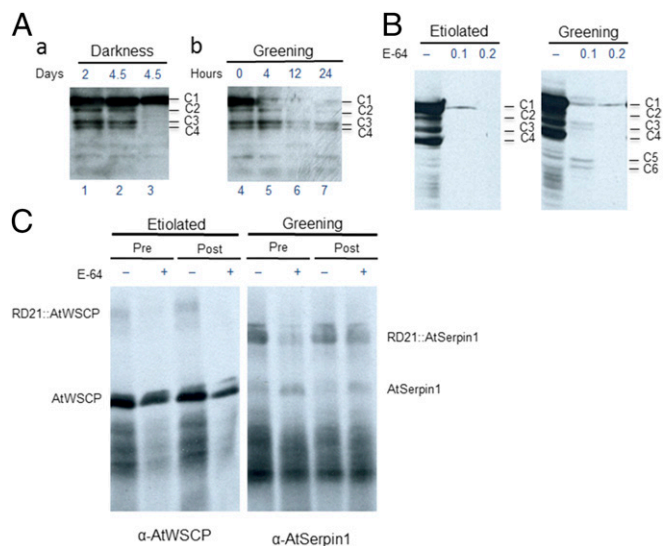 A
a
Darkness
Days 2 4.5 4.5
C1
C2
C3
C4
1 2 3
b
Greening
Hours 0 4 12 24
C1
C2
C3
C4
4 5 6 7
B
Etiolated
Greening
E-64 – 0.1 0.2
– 0.1 0.2
C1
C2
C3
C4
C1
C2
C3
C4
C5
C6
C
Etiolated
Greening
Pre Post
Pre Post
E-64 – + – +
– + – +
RD21::AtWSCP
RD21::AtSerpin1
AtWSCP
AtSerpin1
α-AtWSCP
α-AtSerpin1